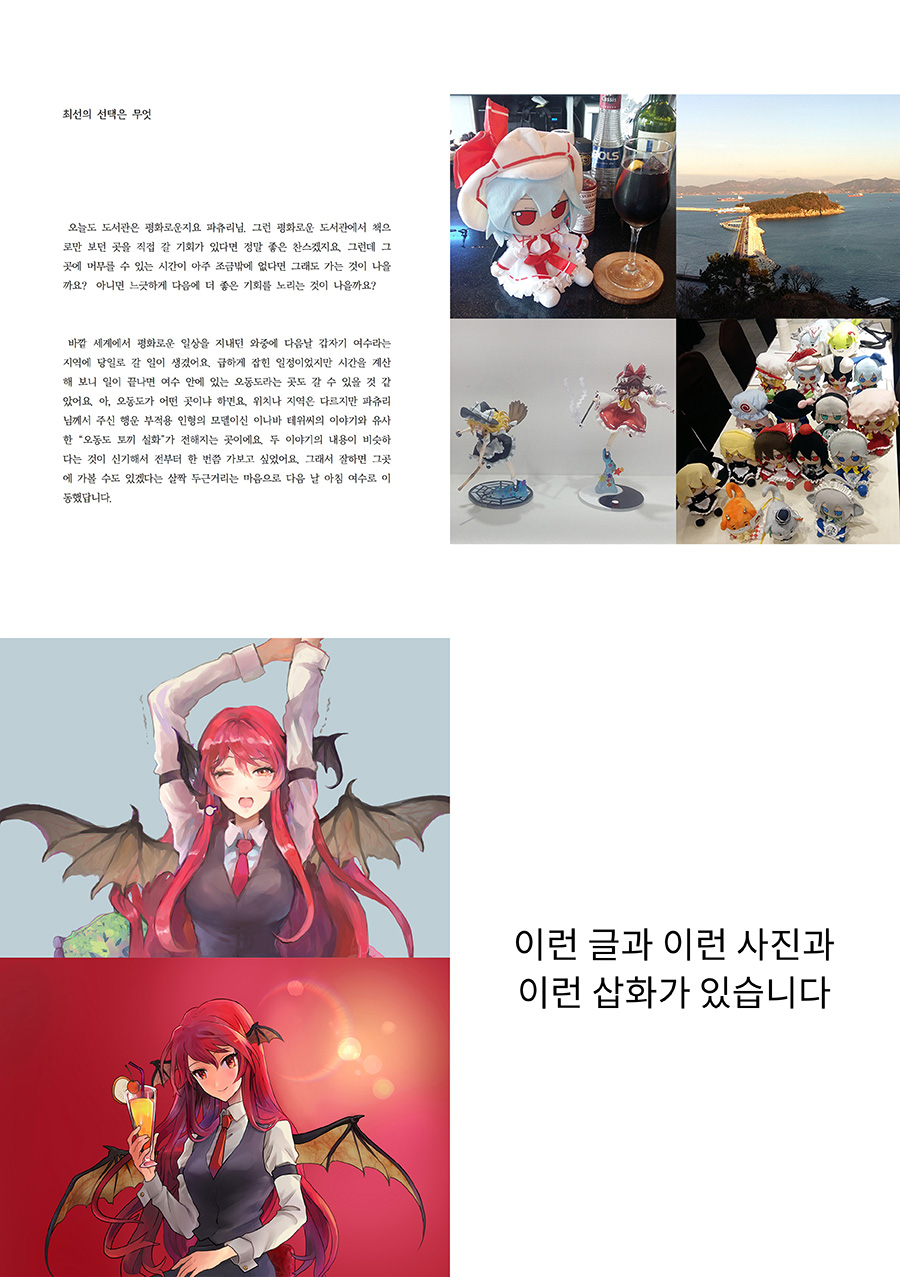 최선의 선택은 무엇
오늘도 도서관은 평화로운지요 파츄리님. 그런 평화로운 도서관에서 책으
로만 보던 곳을 직접 갈 기회가 있다면 정말 좋은 찬스겠지요. 그런데 그
곳에 머무를 수 있는 시간이 아주 조금밖에 없다면 그래도 가는 것이 나을
까요? 아니면 느긋하게 다음에 더 좋은 기회를 노리는 것이 나을까요?
바깥 세계에서 평화로운 일상을 지내던 와중에 다음날 갑자기 여수라는
지역에 당일로 갈 일이 생겼어요. 급하게 잡힌 일정이었지만 시간을 계산
해 보니 일이 끝나면 여수 안에 있는 오동도라는 곳도 갈 수 있을 것 같
았어요. 아, 오동도가 어떤 곳이냐 하면요, 위치나 지역은 다르지만 파츄리
님께서 주신 행운 부적용 인형의 모델이신 이나바 테위씨의 이야기와 유사
한 “오동도 토끼 설화”가 전해지는 곳이에요. 두 이야기의 내용이 비슷하
다는 것이 신기해서 전부터 한 번쯤 가보고 싶었어요. 그래서 잘하면 그곳
에 가볼 수도 있겠다는 살짝 두근거리는 마음으로 다음 날 아침 여수로 이
동했답니다.
이런 글과 이런 사진과
이런 삽화가 있습니다